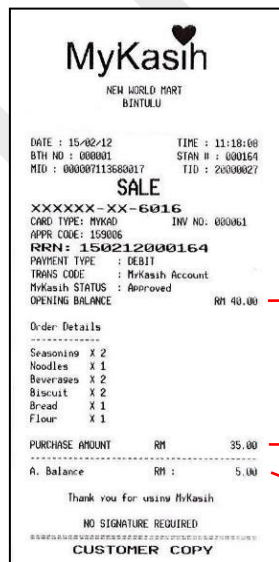 MyKasih
NEW WORLD MART
BINTULU
DATE : 15/02/12 TIME : 11:18:08
BTH NO : 000001 STAN # : 000164
MID : 000007113680017 TID : 20000027
SALE
XXXXXX-XX-6016
CARD TYPE: MYKAD INV NO: 000061
APPR CODE: 159006
RRN: 150212000164
PAYMENT TYPE : DEBIT
TRANS CODE : MyKasih Account
MyKasih STATUS : Approved
OPENING BALANCE RM 40.00
Order Details
Seasoning X 2
Noodles X 1
Beverages X 2
Biscuit X 2
Bread X 1
Flour X 1
PURCHASE AMOUNT RM 35.00
A. Balance RM : 5.00
Thank you for using MyKasih
NO SIGNATURE REQUIRED
CUSTOMER COPY